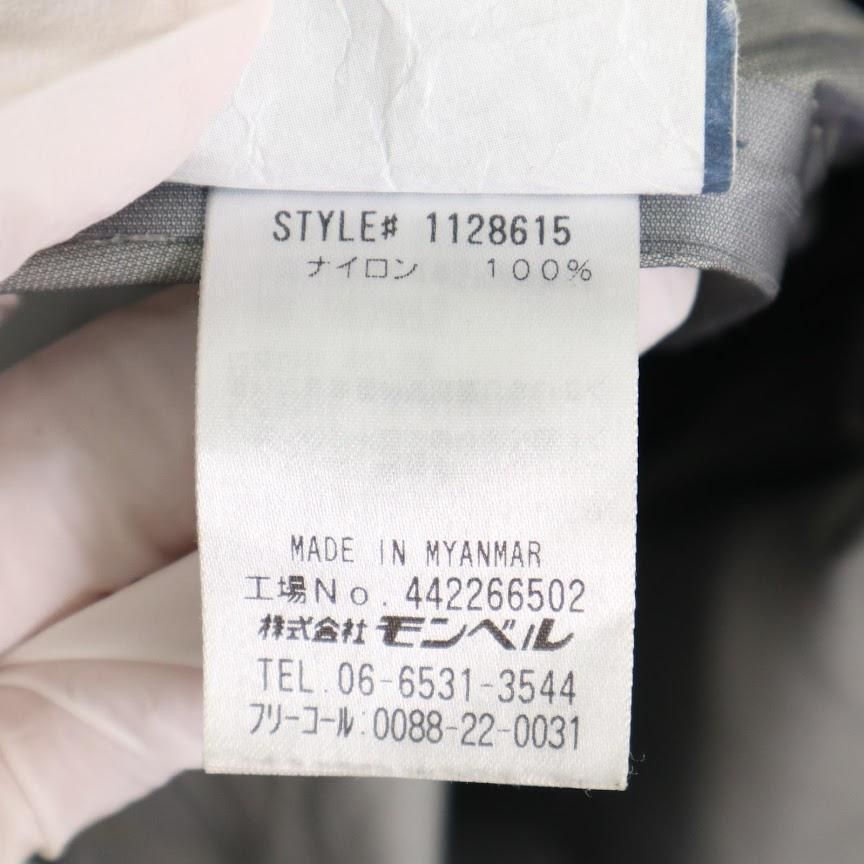 STYLE# 1128615
ナイロン 100%
MADE IN MYANMAR
工場No. 442266502
株式会社 モンベル
TEL. 06-6531-3544
フリーコール:0088-22-0031